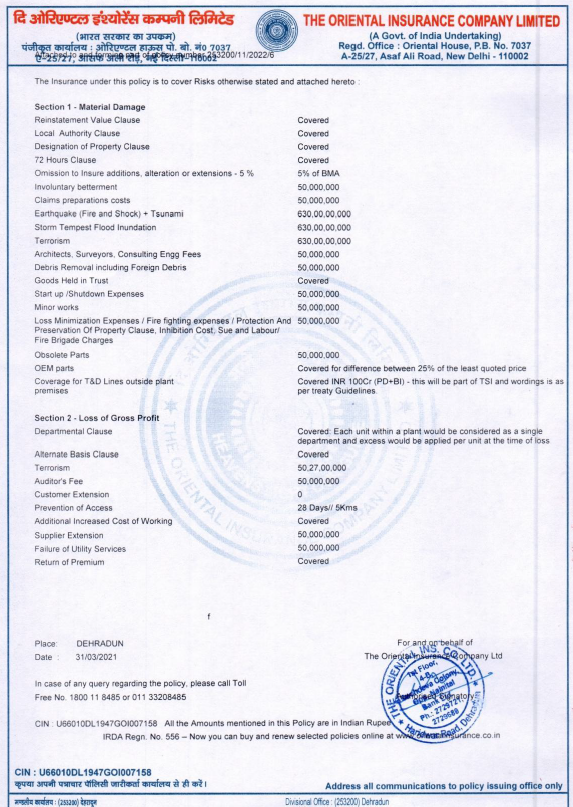 दि ओरिएण्टल इंश्योरेंस कम्पनी लिमिटेड
(भारत सरकार का उपक्रम)
पंजीकृत कार्यालय : ओरिएण्टल हाऊस पो. बो. नं0 7037
ए-25/27, आसफ अली रोड़, नई दिल्ली-110002
THE ORIENTAL INSURANCE COMPANY LIMITED
(A Govt. of India Undertaking)
Regd. Office : Oriental House, P.B. No. 7037
A-25/27, Asaf Ali Road, New Delhi - 110002
Attached to and forming part of policy number 253200/11/2022/6
The Insurance under this policy is to cover Risks otherwise stated and attached hereto :
Section 1 - Material Damage
Reinstatement Value Clause Covered
Local Authority Clause Covered
Designation of Property Clause Covered
72 Hours Clause Covered
Omission to Insure additions, alteration or extensions - 5 % 5% of BMA
Involuntary betterment 50,000,000
Claims preparations costs 50,000,000
Earthquake (Fire and Shock) + Tsunami 630,00,00,000
Storm Tempest Flood Inundation 630,00,00,000
Terrorism 630,00,00,000
Architects, Surveyors, Consulting Engg Fees 50,000,000
Debris Removal including Foreign Debris 50,000,000
Goods Held in Trust Covered
Start up /Shutdown Expenses 50,000,000
Minor works 50,000,000
Loss Minimization Expenses / Fire fighting expenses / Protection And 50,000,000
Preservation Of Property Clause, Inhibition Cost, Sue and Labour/
Fire Brigade Charges
Obsolete Parts 50,000,000
OEM parts Covered for difference between 25% of the least quoted price
Coverage for T&D Lines outside plant Covered INR 100Cr (PD+BI) - this will be part of TSI and wordings is as
premises per treaty Guidelines.
Section 2 - Loss of Gross Profit
Departmental Clause Covered: Each unit within a plant would be considered as a single
department and excess would be applied per unit at the time of loss
Alternate Basis Clause Covered
Terrorism 50,27,00,000
Auditor's Fee 50,000,000
Customer Extension 0
Prevention of Access 28 Days// 5Kms
Additional Increased Cost of Working Covered
Supplier Extension 50,000,000
Failure of Utility Services 50,000,000
Return of Premium Covered
f
Place: DEHRADUN For and on behalf of
Date : 31/03/2021 The Oriental Insurance Company Ltd
In case of any query regarding the policy, please call Toll
Free No. 1800 11 8485 or 011 33208485
Authorised Signatory
CIN : U66010DL1947GOI007158 All the Amounts mentioned in this Policy are in Indian Rupee
IRDA Regn. No. 556 – Now you can buy and renew selected policies online at www.orientalinsurance.co.in
CIN : U66010DL1947GOI007158
कृपया अपनी पत्राचार पॉलिसी जारीकर्ता कार्यालय से ही करें।
Address all communications to policy issuing office only
मण्डलीय कार्यालय : (253200) देहरादून
Divisional Office : (253200) Dehradun